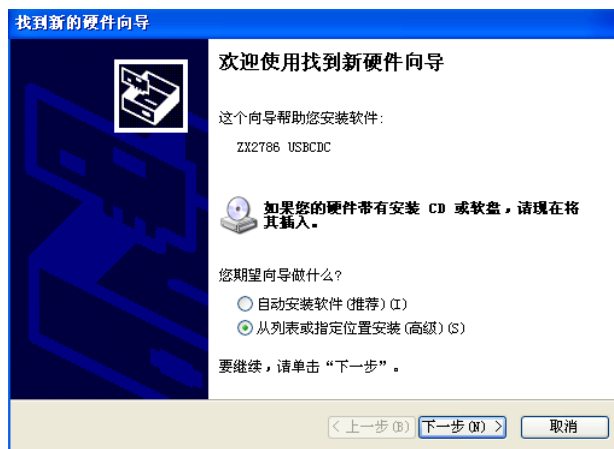 找到新的硬件向导
欢迎使用找到新硬件向导
这个向导帮助您安装软件:
ZX2786 USBCDC
如果您的硬件带有安装 CD 或软盘，请现在将
其插入。
您期望向导做什么?
自动安装软件(推荐)(I)
从列表或指定位置安装(高级)(S)
要继续，请单击“下一步”。
< 上一步(B)
下一步(N) >
取消